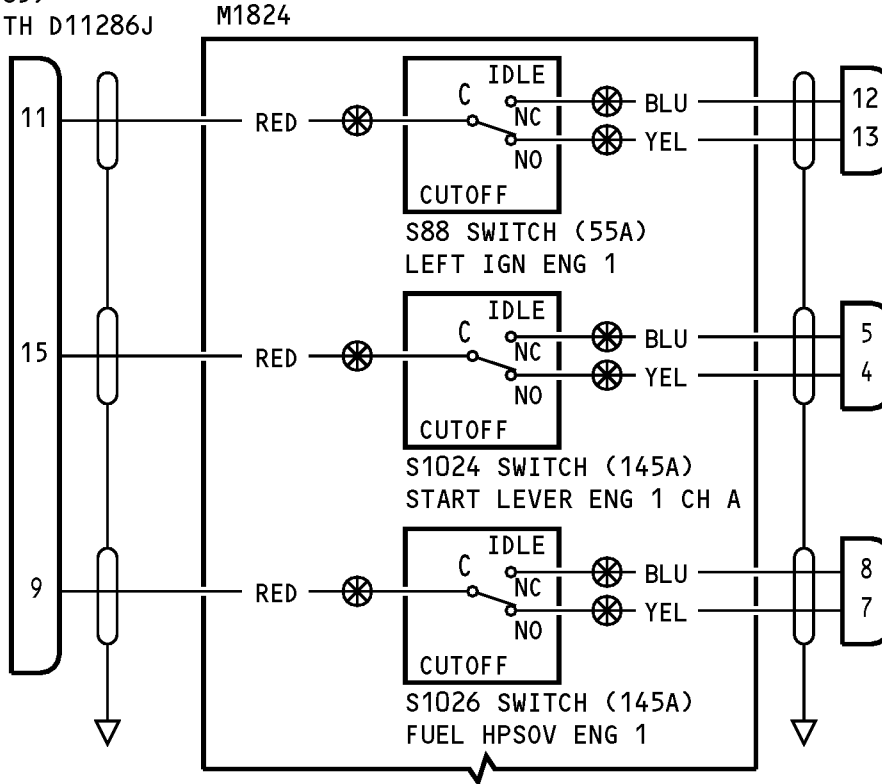 TH D11286J
M1824
11
RED
C
IDLE
NC
NO
CUTOFF
BLU
YEL
12
13
S88 SWITCH (55A)
LEFT IGN ENG 1
15
RED
C
IDLE
NC
NO
CUTOFF
BLU
YEL
5
4
S1024 SWITCH (145A)
START LEVER ENG 1 CH A
9
RED
C
IDLE
NC
NO
CUTOFF
BLU
YEL
8
7
S1026 SWITCH (145A)
FUEL HPSOV ENG 1